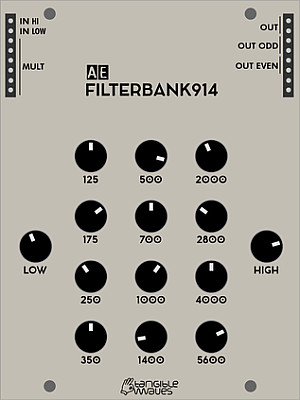 IN HI
IN LOW
MULT
OUT
OUT ODD
OUT EVEN
AE
FILTERBANK914
125 500 2000
175 700 2800
LOW HIGH
250 1000 4000
350 1400 5600
tangible
waves